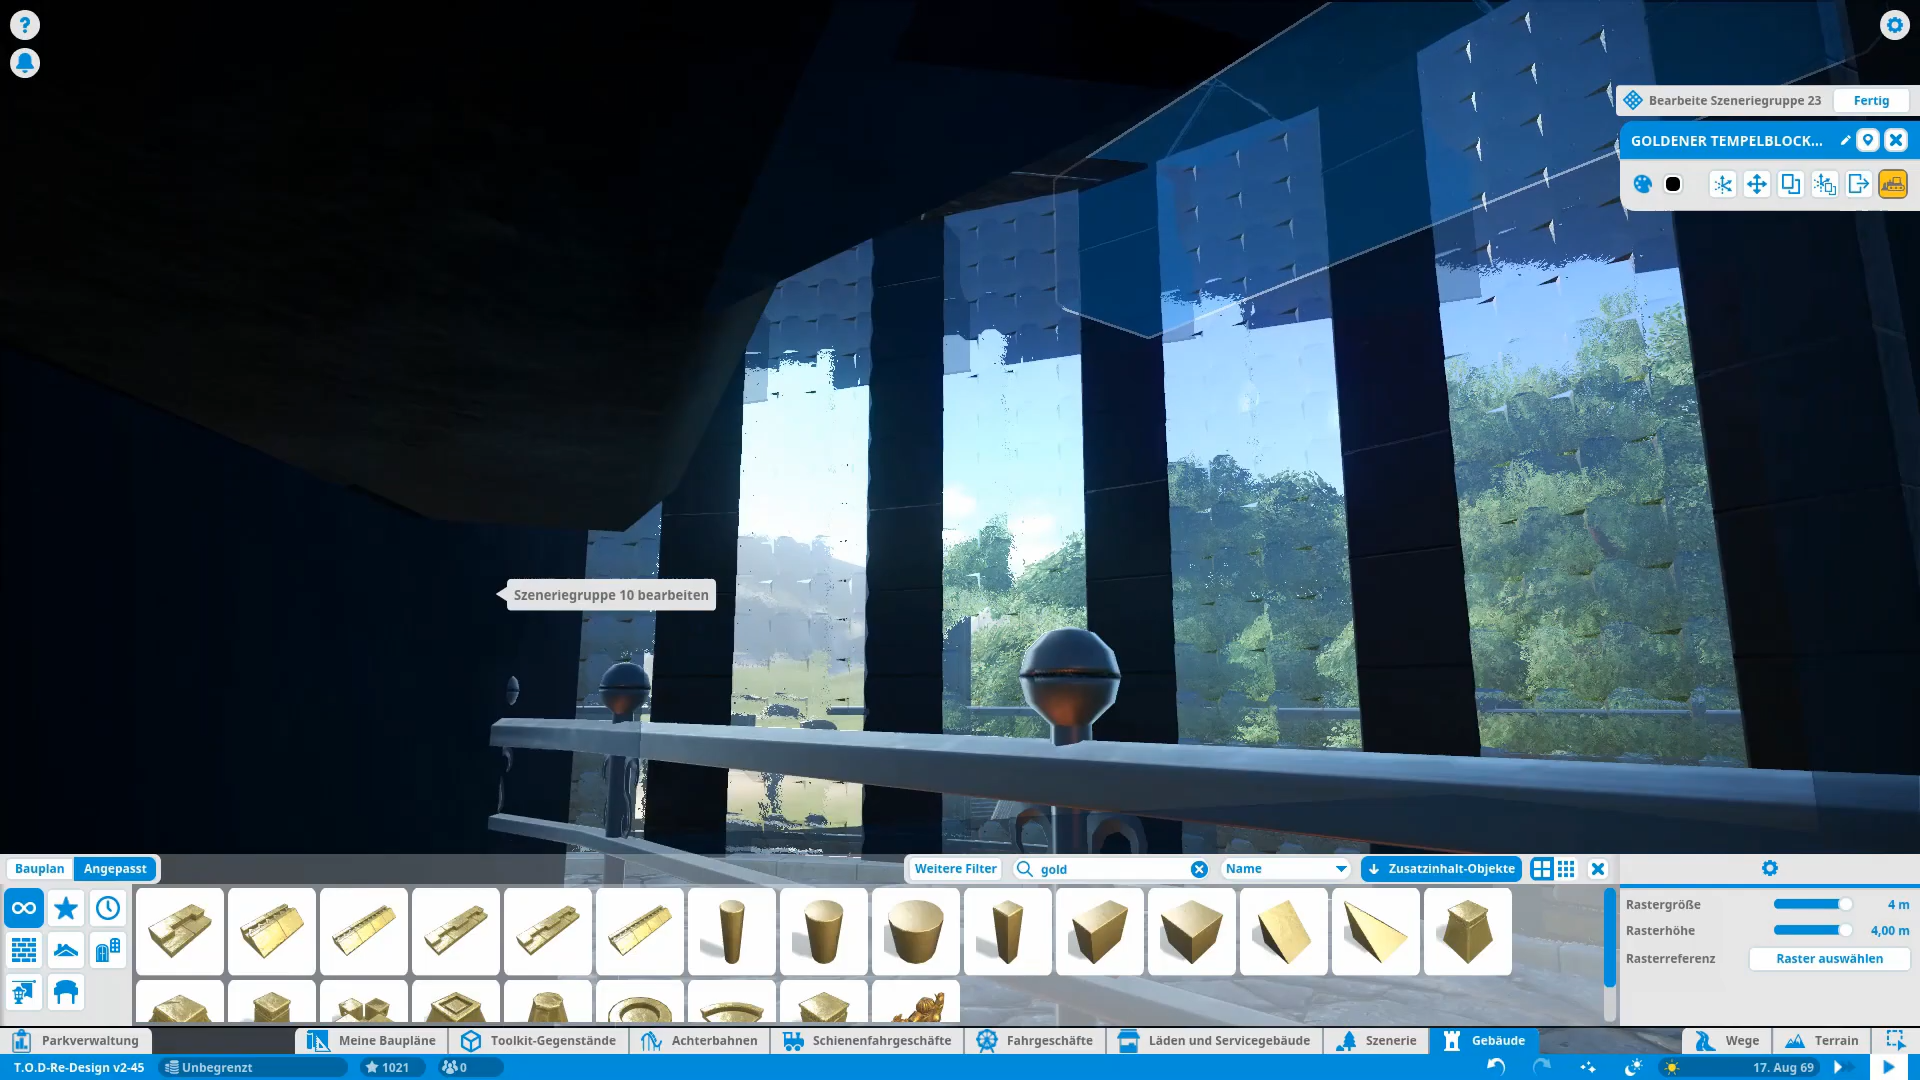 ?
Bearbeite Szeneriegruppe 23
Fertig
GOLDENER TEMPELBLOCK...
Szeneriegruppe 10 bearbeiten
Bauplan
Angepasst
Weitere Filter
gold
Name
Zusatzinhalt-Objekte
Rastergröße
4 m
Rasterhöhe
4,00 m
Rasterreferenz
Raster auswählen
Parkverwaltung
Meine Baupläne
Toolkit-Gegenstände
Achterbahnen
Schienenfahrgeschäfte
Fahrgeschäfte
Läden und Servicegebäude
Szenerie
Gebäude
Wege
Terrain
T.O.D-Re-Design v2-45
Unbegrenzt
1021
0
17. Aug 69